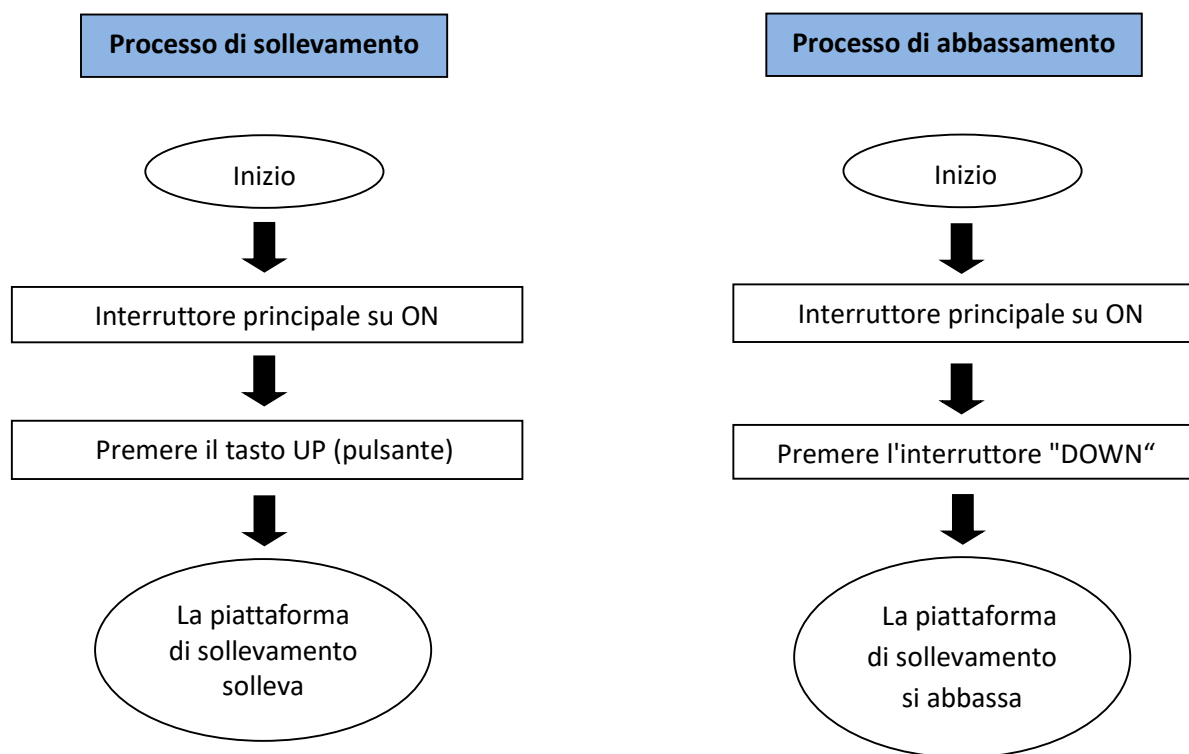 Processo di sollevamento
Inizio
Interruttore principale su ON
Premere il tasto UP (pulsante)
La piattaforma
di sollevamento
solleva
Processo di abbassamento
Inizio
Interruttore principale su ON
Premere l'interruttore "DOWN“
La piattaforma
di sollevamento
si abbassa